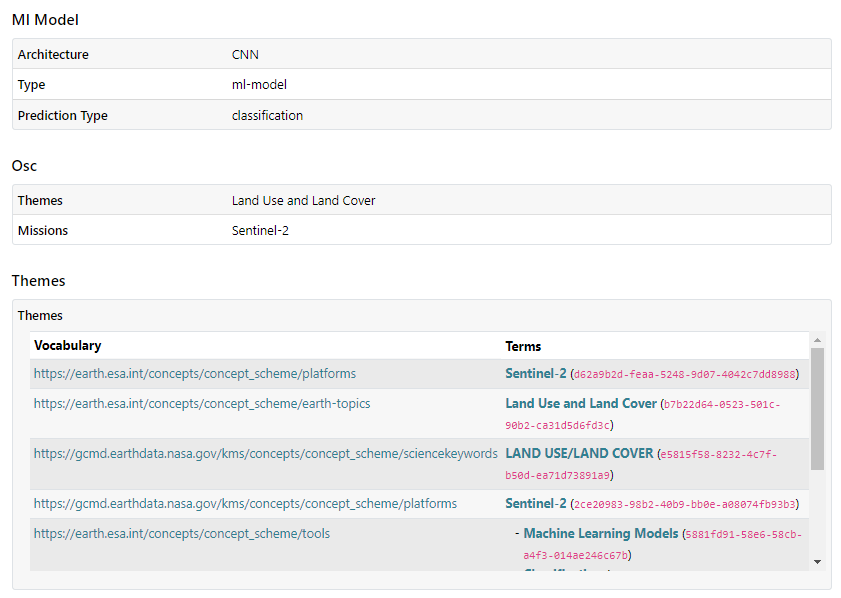 Ml Model
Architecture CNN
Type ml-model
Prediction Type classification
Osc
Themes Land Use and Land Cover
Missions Sentinel-2
Themes
Themes
Vocabulary Terms
https://earth.esa.int/concepts/concept_scheme/platforms Sentinel-2 (d62a9b2d-feaa-5248-9d07-4042c7dd8988)
https://earth.esa.int/concepts/concept_scheme/earth-topics Land Use and Land Cover (b7b22d64-0523-501c-
90b2-ca31d5d6fd3c)
https://gcmd.earthdata.nasa.gov/kms/concepts/concept_scheme/sciencekeywords LAND USE/LAND COVER (e5815f58-8232-4c7f-
b50d-ea71d73891a9)
https://gcmd.earthdata.nasa.gov/kms/concepts/concept_scheme/platforms Sentinel-2 (2ce20983-98b2-40b9-bb0e-a08074fb93b3)
https://earth.esa.int/concepts/concept_scheme/tools - Machine Learning Models (5881fd91-58e6-58cb-
a4f3-014ae246c67b)